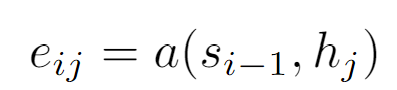 e_{ij} = a(s_{i-1}, h_j)